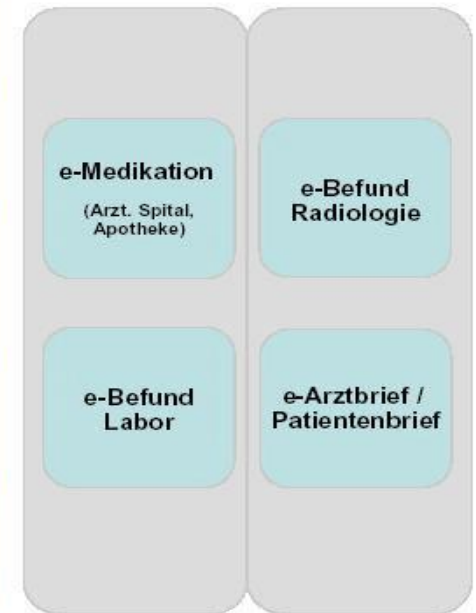 e-Medikation
(Arzt. Spital,
Apotheke)
e-Befund
Radiologie
e-Befund
Labor
e-Arztbrief /
Patientenbrief